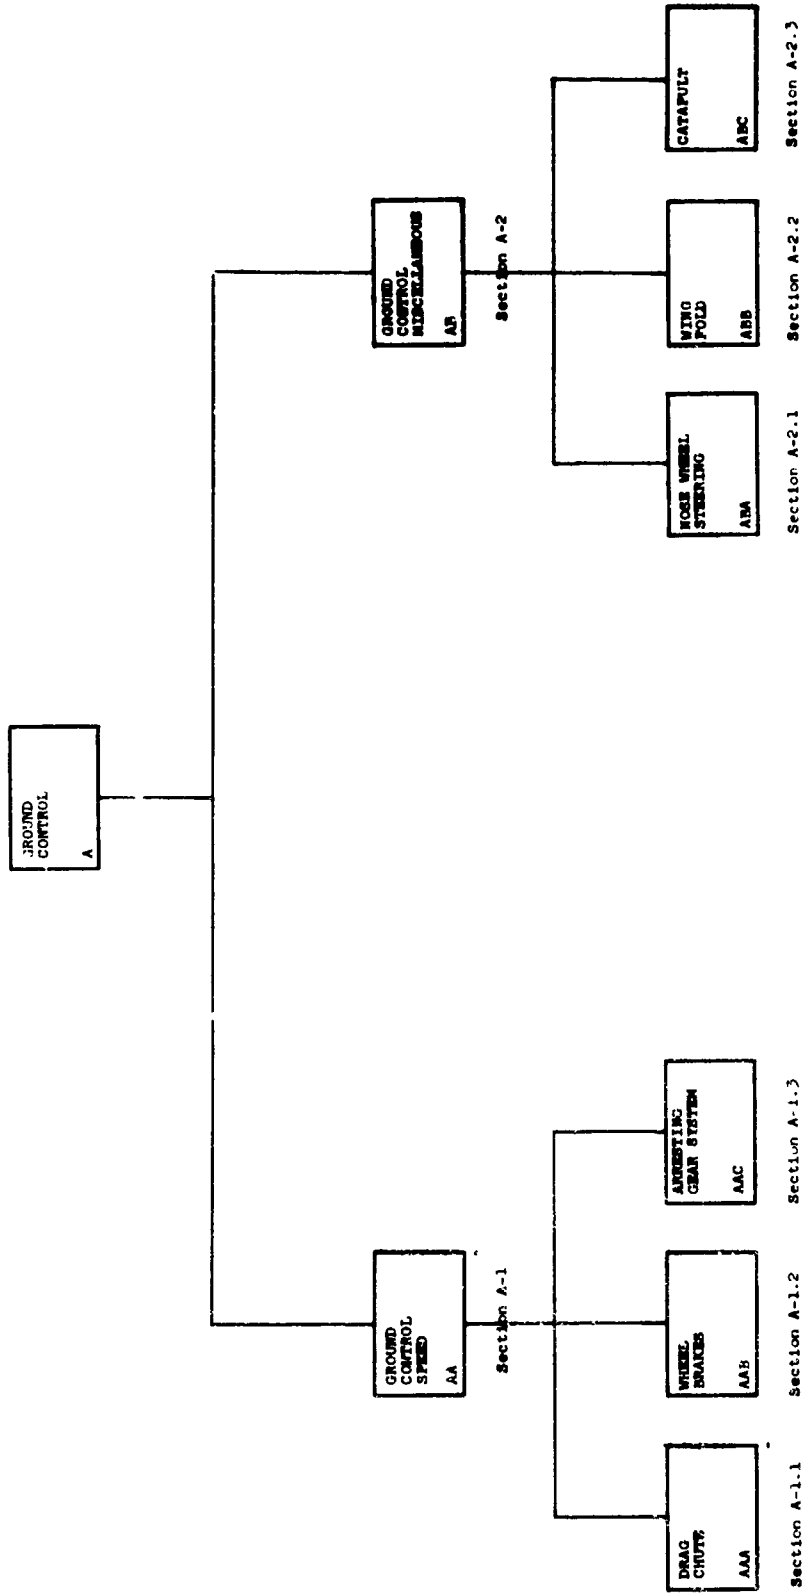 GROUND
CONTROL
A
GROUND
CONTROL
SPEED
AA
Section A-1
GROUND
CONTROL
MISCELLANEOUS
AB
Section A-2
DRAG
CHUTE
AAA
Section A-1.1
WHEEL
BRAKES
AAB
Section A-1.2
ARRESTING
GEAR SYSTEM
AAC
Section A-1.3
NOSE WHEEL
STEERING
ABA
Section A-2.1
WING
FOLD
ABB
Section A-2.2
CATAPULT
ABC
Section A-2.3